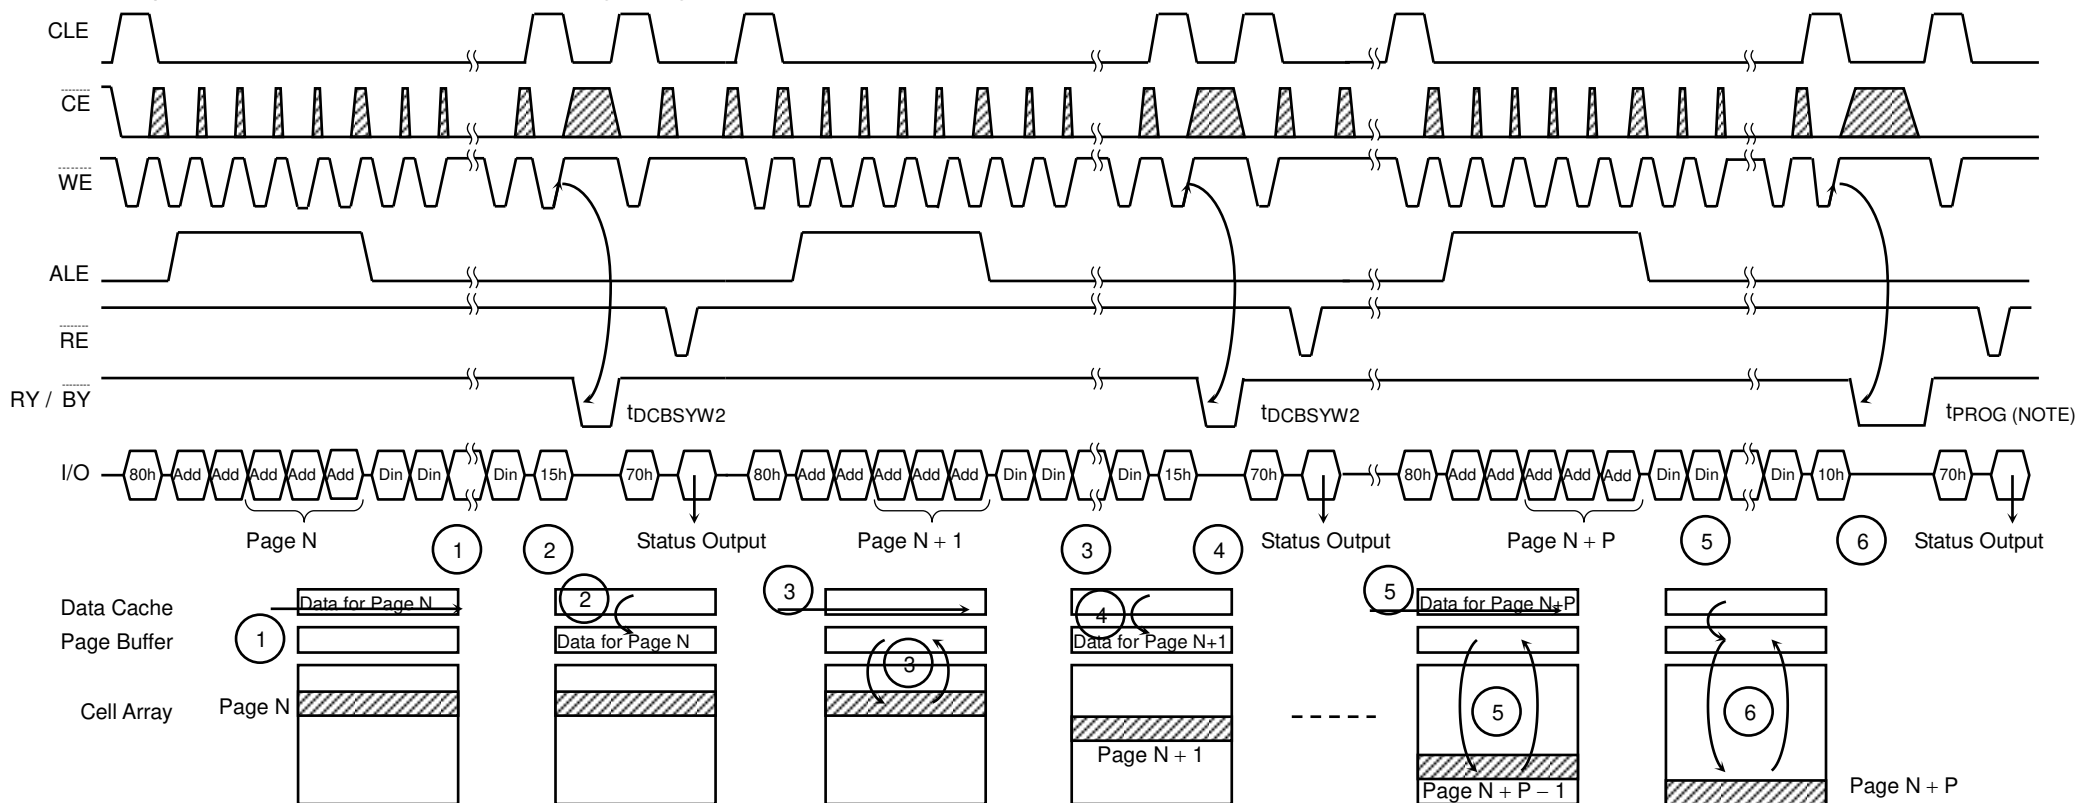 CLE
CE
WE
ALE
RE
RY / BY
tDCBSYW2 tDCBSYW2 tPROG (NOTE)
I/O 80h Add Add Add Add Add Din Din Din 15h 70h 80h Add Add Add Add Add Din Din Din 15h 70h 80h Add Add Add Add Add Din Din Din 10h 70h
Page N 1 2 Status Output Page N + 1 3 4 Status Output Page N + P 5 6 Status Output
Data Cache Data for Page N 2 3 4 5 Data for Page N+P
Page Buffer 1 Data for Page N 3 Data for Page N+1
Cell Array Page N 5 6
Page N + 1
Page N + P − 1 Page N + P